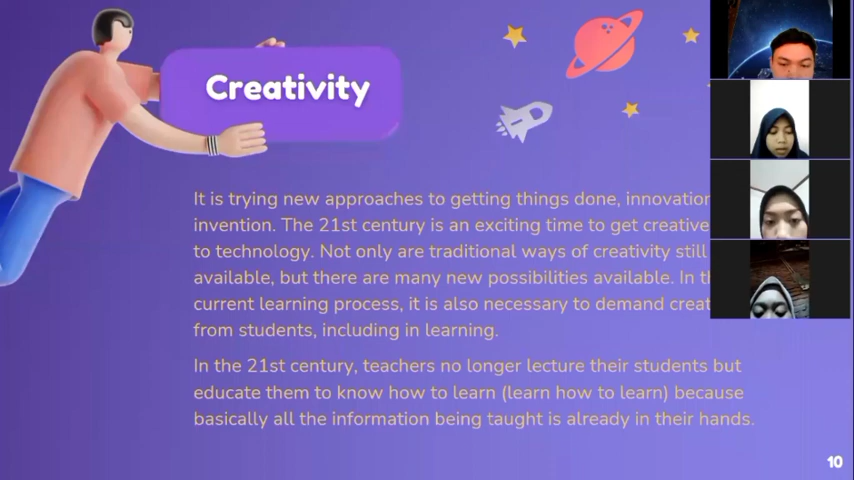 Creativity
It is trying new approaches to getting things done, innovation
invention. The 21st century is an exciting time to get creative
to technology. Not only are traditional ways of creativity still
available, but there are many new possibilities available. In
current learning process, it is also necessary to demand
from students, including in learning.
In the 21st century, teachers no longer lecture their students but
educate them to know how to learn (learn how to learn) because
basically all the information being taught is already in their hands.
10